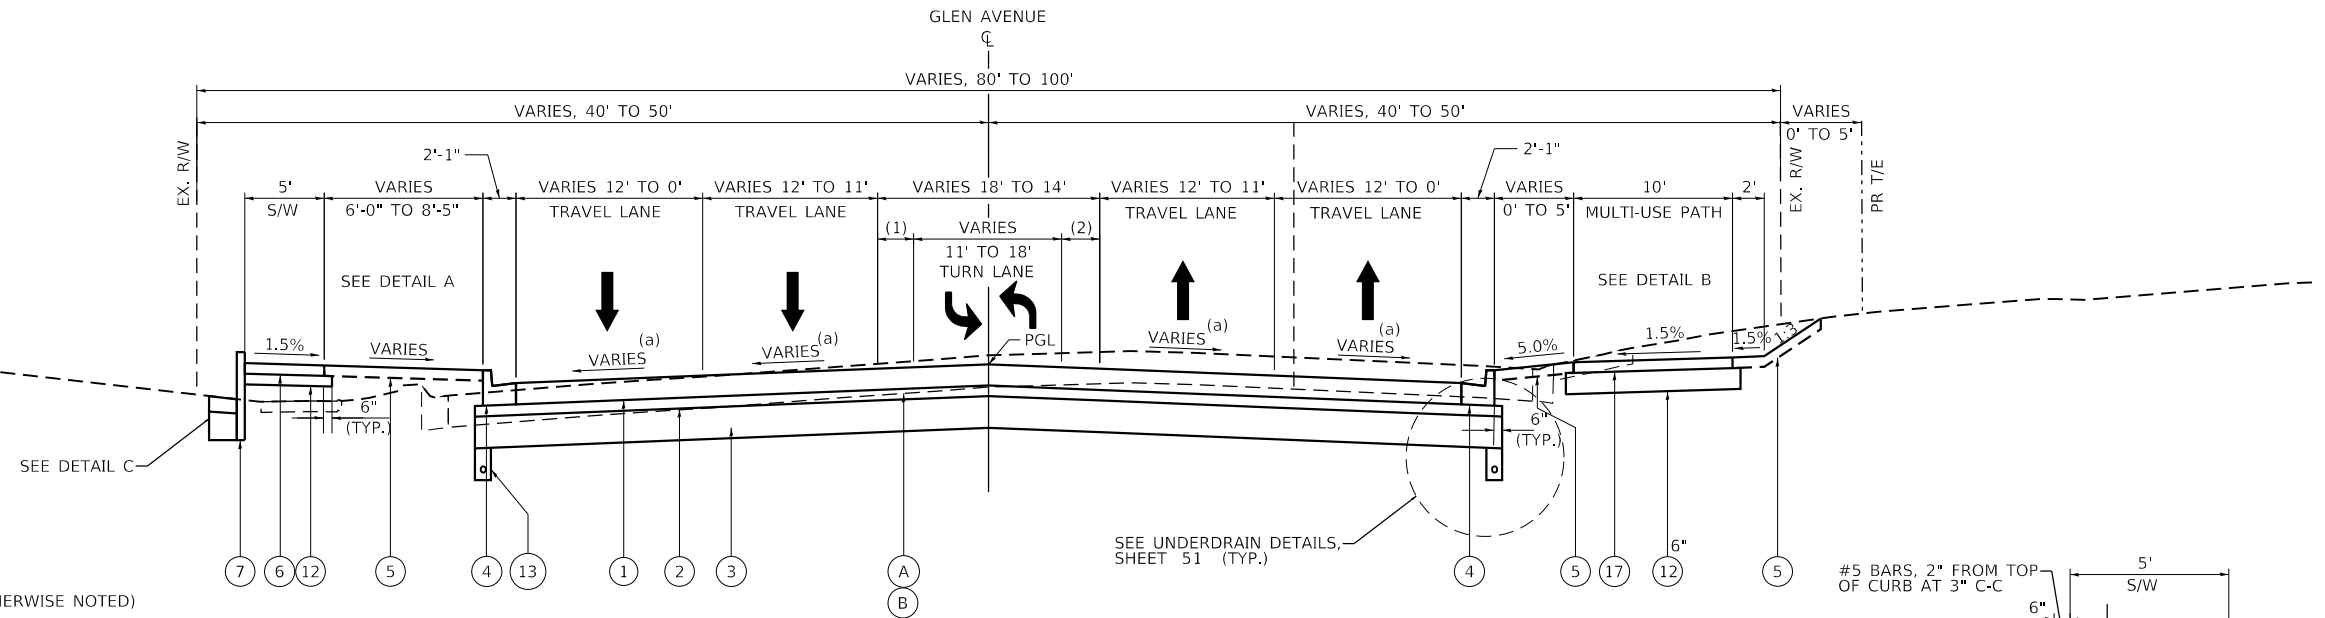 GLEN AVENUE
℄
VARIES, 80' TO 100'
VARIES, 40' TO 50'
VARIES, 40' TO 50'
VARIES
0' TO 5'
EX. R/W
2'-1"
2'-1"
EX. R/W
PR T/E
5'
S/W
VARIES
6'-0" TO 8'-5"
VARIES 12' TO 0'
TRAVEL LANE
VARIES 12' TO 11'
TRAVEL LANE
VARIES 18' TO 14'
VARIES 12' TO 11'
TRAVEL LANE
VARIES 12' TO 0'
TRAVEL LANE
VARIES
0' TO 5'
10'
MULTI-USE PATH
2'
(1)
VARIES
11' TO 18'
TURN LANE
(2)
SEE DETAIL A
SEE DETAIL B
1.5%
VARIES
VARIES (a)
VARIES (a)
PGL
VARIES (a)
VARIES (a)
5.0%
1.5%
1.5%
1:3
6"
(TYP.)
6"
(TYP.)
SEE DETAIL C
SEE UNDERDRAIN DETAILS,
SHEET 51 (TYP.)
6"
7
6
12
5
4
13
1
2
3
A
B
4
5
17
12
5
ERWISE NOTED)
#5 BARS, 2" FROM TOP
OF CURB AT 3" C-C
5'
S/W
6"